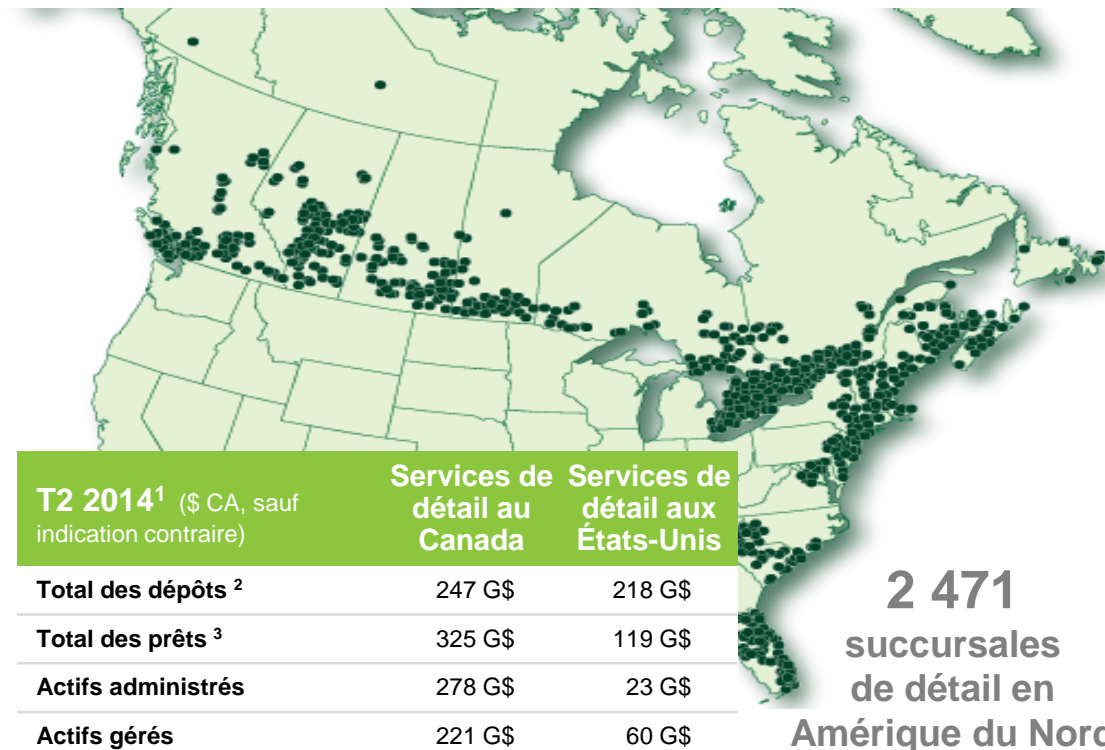 T2 2014¹ ($ CA, sauf
indication contraire)
Services de
détail au
Canada
Services de
détail aux
États-Unis
Total des dépôts ² 247 G$ 218 G$
Total des prêts ³ 325 G$ 119 G$
Actifs administrés 278 G$ 23 G$
Actifs gérés 221 G$ 60 G$
2 471
succursales
de détail en
Amérique du Nord